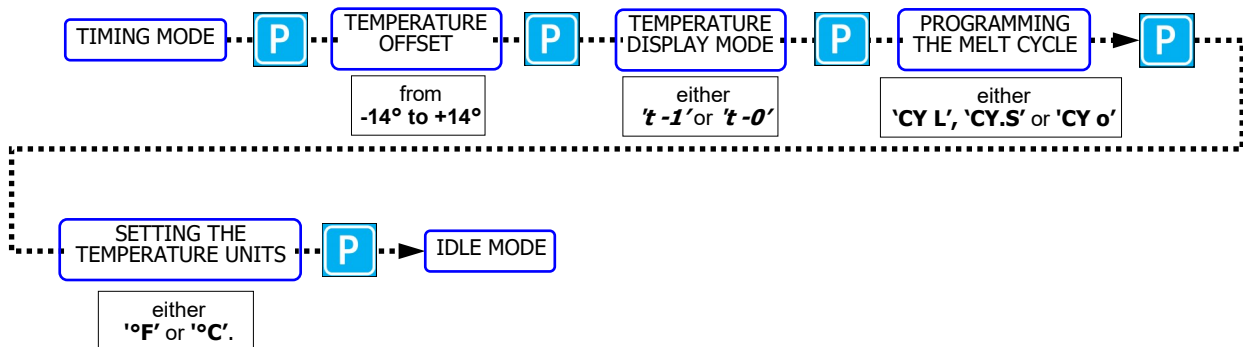 TIMING MODE
P
TEMPERATURE
OFFSET
P
TEMPERATURE
DISPLAY MODE
P
PROGRAMMING
THE MELT CYCLE
P
from
-14° to +14°
either
't -1' or 't -0'
either
‘CY L’, ‘CY.S’ or 'CY o'
SETTING THE
TEMPERATURE UNITS
P
IDLE MODE
either
'°F’ or '°C’.